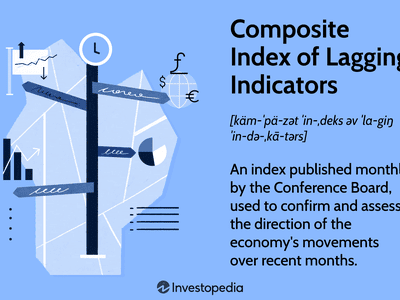 Composite
Index of Lagging
Indicators
[käm-ˈpä-zət ˈin-ˌdeks əv ˈla-giŋ
ˈin-də-ˌkā-tərs]
An index published monthly
by the Conference Board,
used to confirm and assess
the direction of the
economy's movements
over recent months.
£
$
€
Investopedia